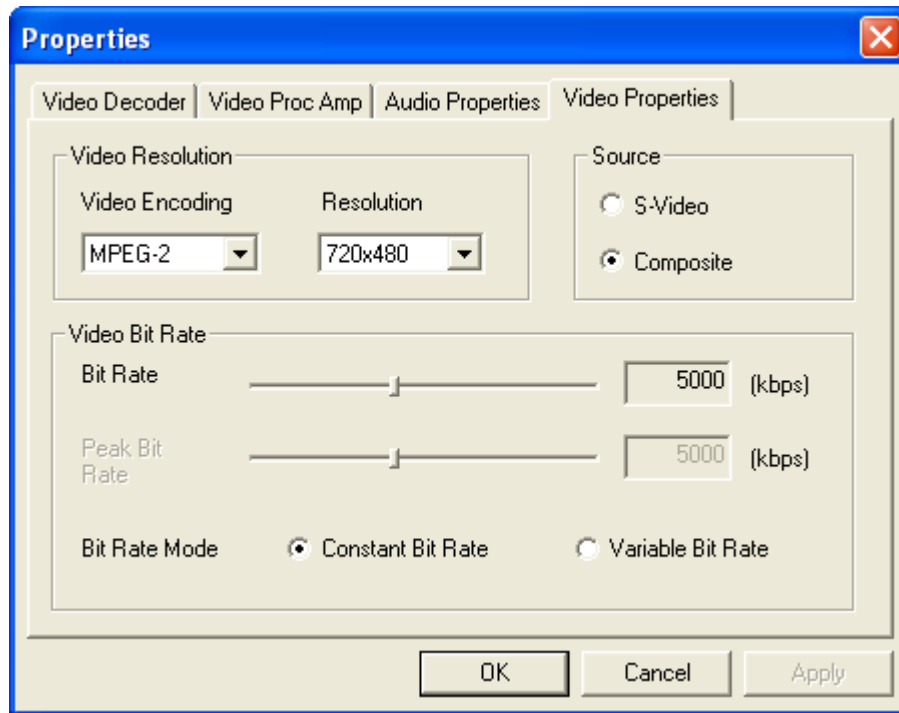 Properties
Video Decoder Video Proc Amp Audio Properties Video Properties
Video Resolution
Video Encoding Resolution
MPEG-2 720x480
Source
S-Video
Composite
Video Bit Rate
Bit Rate 5000 (kbps)
Peak Bit
Rate 5000 (kbps)
Bit Rate Mode Constant Bit Rate Variable Bit Rate
OK Cancel Apply